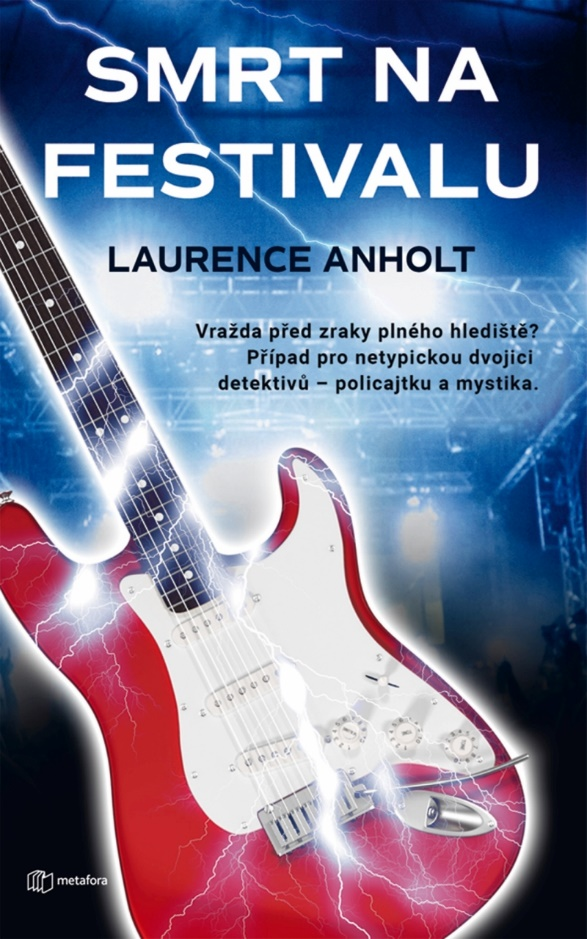 SMRT NA
FESTIVALU
LAURENCE ANHOLT
Vražda před zraky plného hlediště?
Případ pro netypickou dvojici
detektivů – policajtku a mystika.
metafora